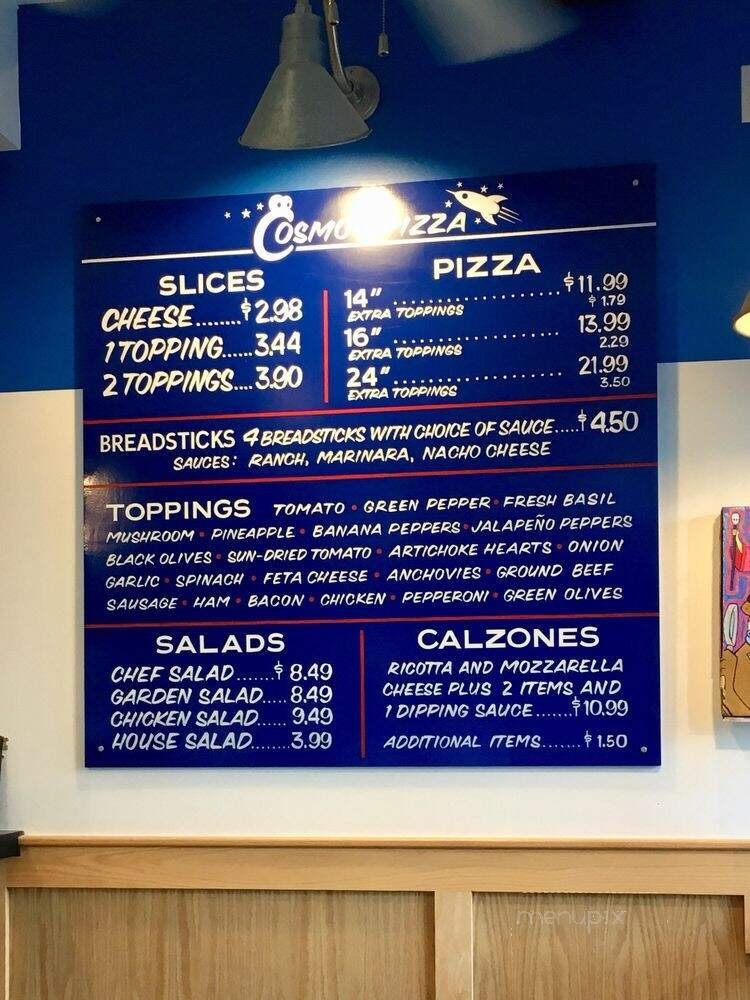 PIZZA
SLICES
CHEESE........$2.98
1 TOPPING......3.44
2 TOPPINGS....3.90
PIZZA
14" ........................ $11.99
EXTRA TOPPINGS $1.79
16" ........................ 13.99
EXTRA TOPPINGS 2.29
24" ........................ 21.99
EXTRA TOPPINGS 3.50
BREADSTICKS 4 BREADSTICKS WITH CHOICE OF SAUCE.....$4.50
SAUCES: RANCH, MARINARA, NACHO CHEESE
TOPPINGS TOMATO • GREEN PEPPER • FRESH BASIL
MUSHROOM • PINEAPPLE • BANANA PEPPERS • JALAPEÑO PEPPERS
BLACK OLIVES • SUN-DRIED TOMATO • ARTICHOKE HEARTS • ONION
GARLIC • SPINACH • FETA CHEESE • ANCHOVIES • GROUND BEEF
SAUSAGE • HAM • BACON • CHICKEN • PEPPERONI • GREEN OLIVES
SALADS
CHEF SALAD.......$8.49
GARDEN SALAD....8.49
CHICKEN SALAD....9.49
HOUSE SALAD.......3.99
CALZONES
RICOTTA AND MOZZARELLA
CHEESE PLUS 2 ITEMS AND
1 DIPPING SAUCE.......$10.99
ADDITIONAL ITEMS.......$1.50
menupix